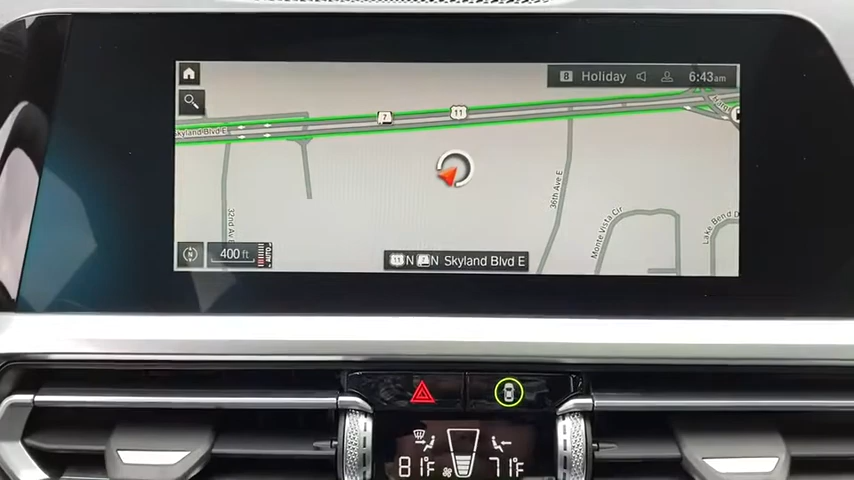 8 Holiday 6:43am
7 11
Skyland Blvd E
32nd Av
36th Ave E
Monte Vista Cir
Lake Bend D
N 400 ft AUTO
11 N 7 N Skyland Blvd E
81°F 71°F